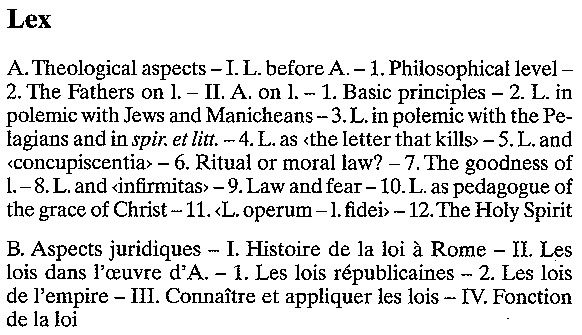 Lex
A. Theological aspects – I. L. before A. – 1. Philosophical level –
2. The Fathers on l. – II. A. on l. – 1. Basic principles – 2. L. in
polemic with Jews and Manicheans – 3. L. in polemic with the Pe-
lagians and in spir. et litt. – 4. L. as ‹the letter that kills› – 5. L. and
‹concupiscentia› – 6. Ritual or moral law? – 7. The goodness of
l. – 8. L. and ‹infirmitas› – 9. Law and fear – 10. L. as pedagogue of
the grace of Christ – 11. ‹L. operum – l. fidei› – 12. The Holy Spirit
B. Aspects juridiques – I. Histoire de la loi à Rome – II. Les
lois dans l'œuvre d'A. – 1. Les lois républicaines – 2. Les lois
de l'empire – III. Connaître et appliquer les lois – IV. Fonction
de la loi